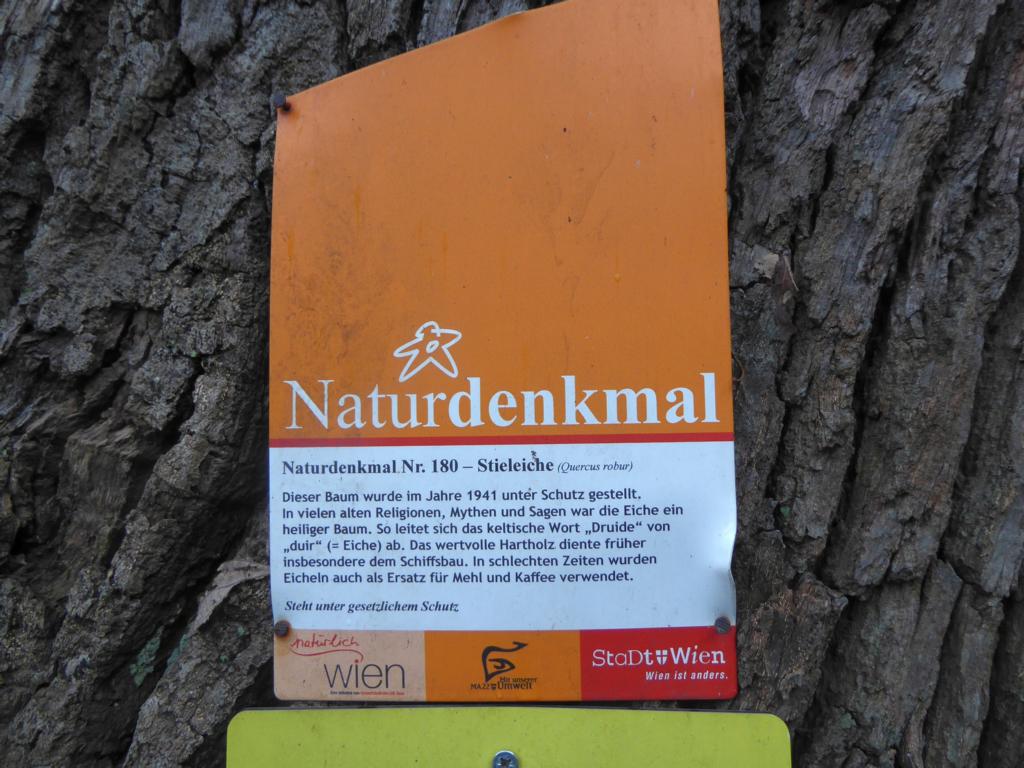 Naturdenkmal
Naturdenkmal Nr. 180 – Stieleiche (Quercus robur)
Dieser Baum wurde im Jahre 1941 unter Schutz gestellt.
In vielen alten Religionen, Mythen und Sagen war die Eiche ein
heiliger Baum. So leitet sich das keltische Wort „Druide“ von
„duir“ (= Eiche) ab. Das wertvolle Hartholz diente früher
insbesondere dem Schiffsbau. In schlechten Zeiten wurden
Eicheln auch als Ersatz für Mehl und Kaffee verwendet.
Steht unter gesetzlichem Schutz
natürlich
wien
Mit unserer
MA22 Umwelt
StaDt Wien
Wien ist anders.